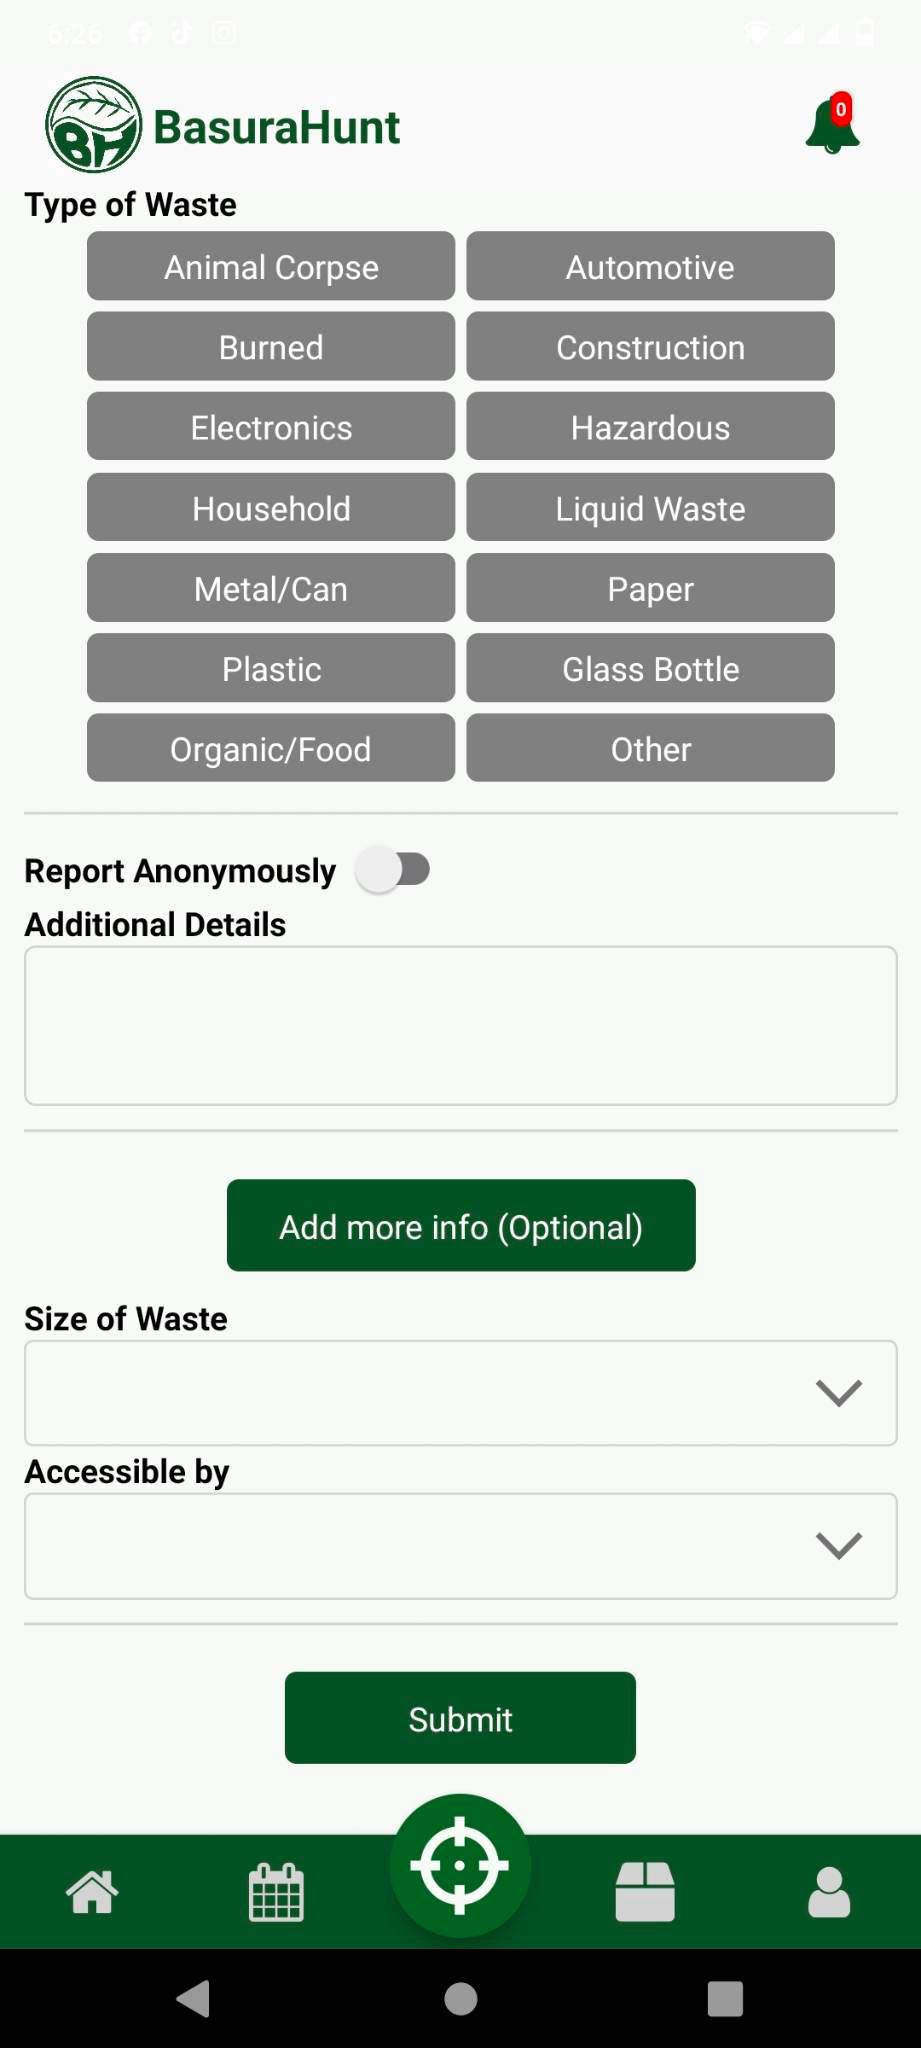 6:26
BH BasuraHunt 0
Type of Waste
Animal Corpse Automotive
Burned Construction
Electronics Hazardous
Household Liquid Waste
Metal/Can Paper
Plastic Glass Bottle
Organic/Food Other
Report Anonymously
Additional Details
Add more info (Optional)
Size of Waste
Accessible by
Submit